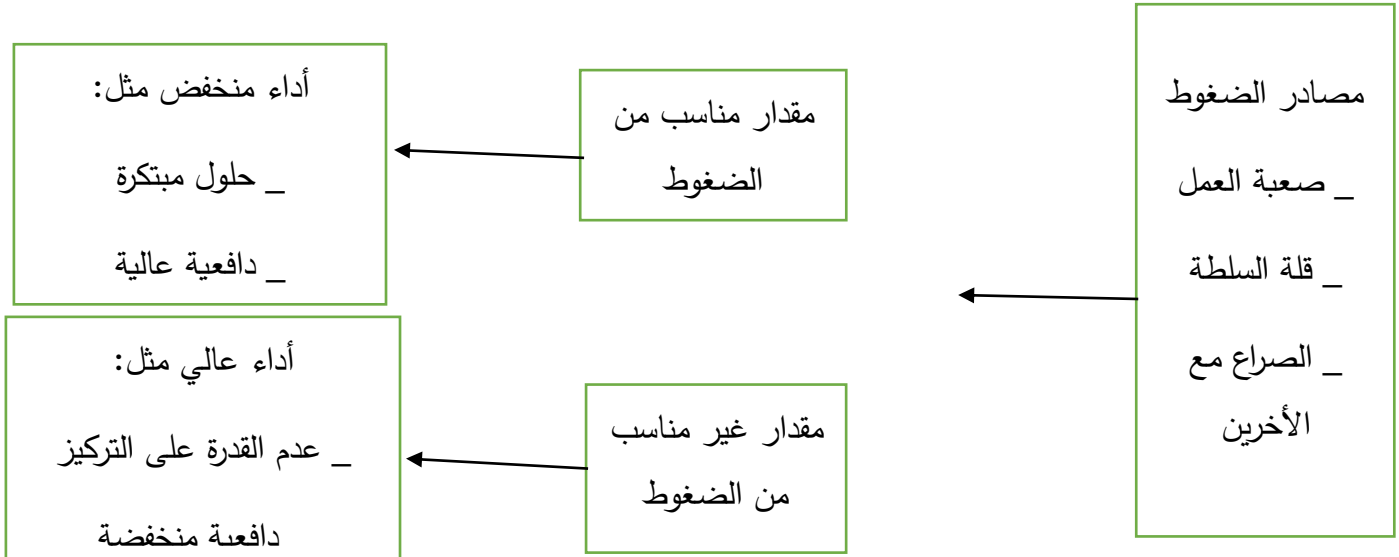 مصادر الضغوط
_ صعبة العمل
_ قلة السلطة
_ الصراع مع
الأخرين
مقدار مناسب من
الضغوط
أداء منخفض مثل:
_ حلول مبتكرة
_ دافعية عالية
مقدار غير مناسب
من الضغوط
أداء عالي مثل:
_ عدم القدرة على التركيز
دافعية منخفضة